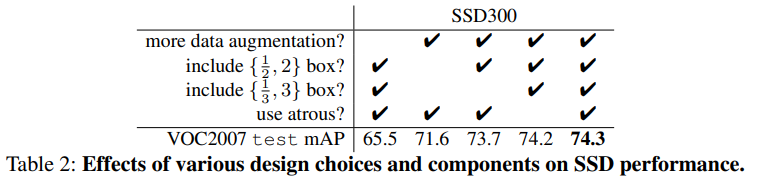 SSD300
more data augmentation? ✔ ✔ ✔ ✔
include {1/2, 2} box? ✔ ✔ ✔ ✔
include {1/3, 3} box? ✔ ✔ ✔
use atrous? ✔ ✔ ✔ ✔
VOC2007 test mAP 65.5 71.6 73.7 74.2 74.3
Table 2: Effects of various design choices and components on SSD performance.